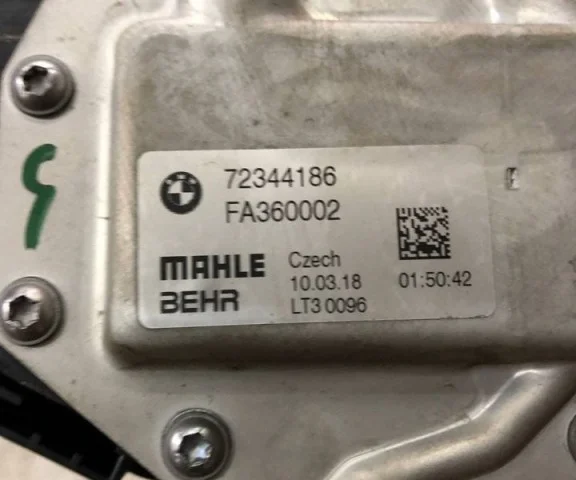 72344186
FA360002
MAHLE
BEHR
Czech
10.03.18
LT3 0096
01:50:42